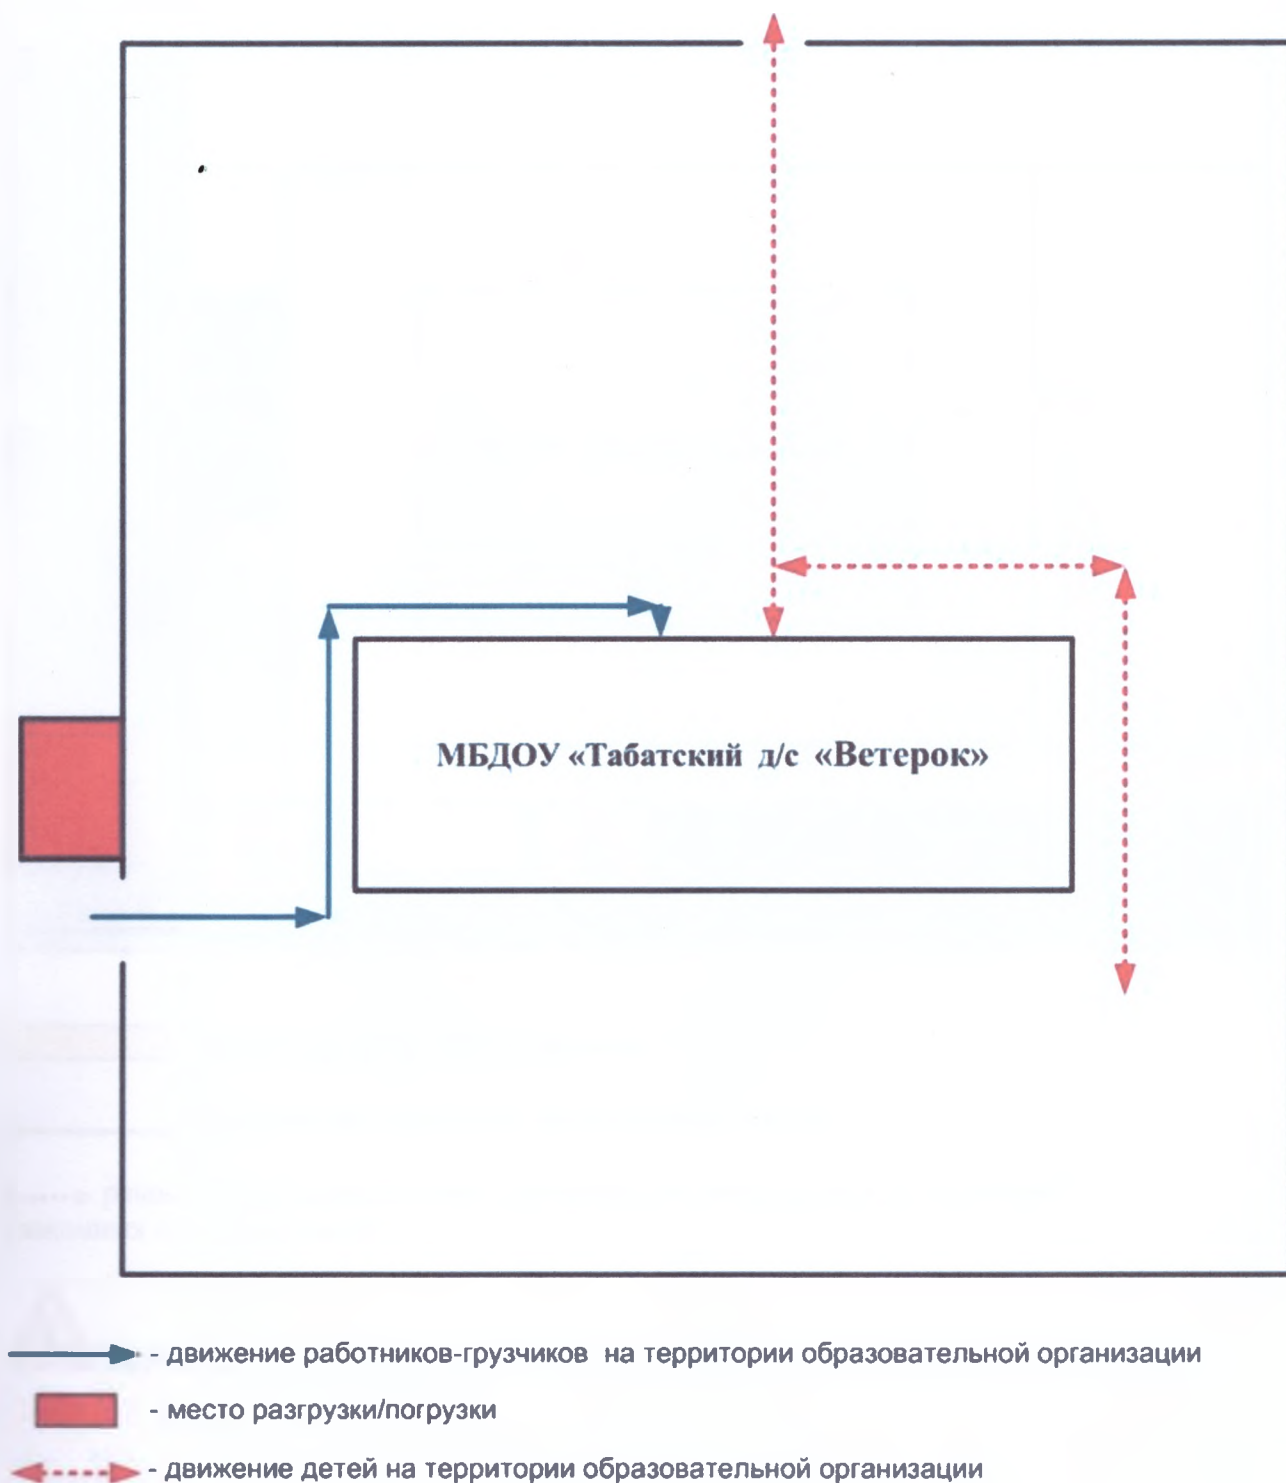 МБДОУ «Табатский д/с «Ветерок»
- движение работников-грузчиков на территории образовательной организации
- место разгрузки/погрузки
- движение детей на территории образовательной организации